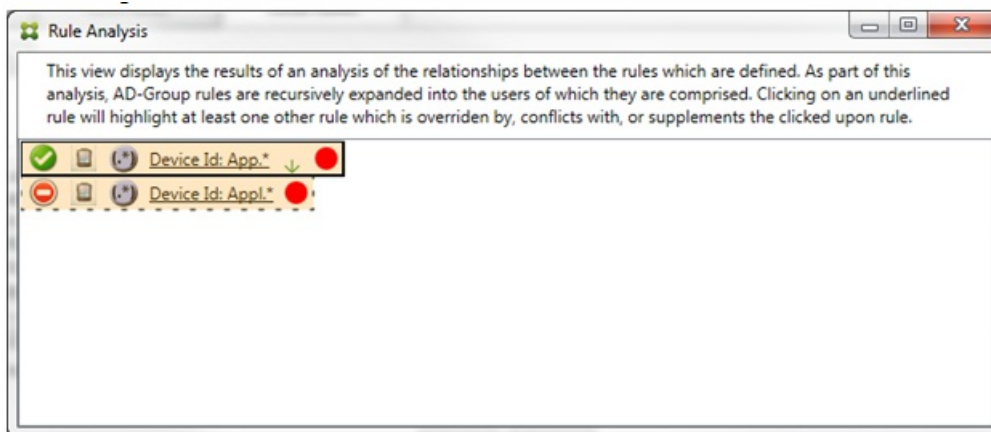 Rule Analysis
This view displays the results of an analysis of the relationships between the rules which are defined. As part of this
analysis, AD-Group rules are recursively expanded into the users of which they are comprised. Clicking on an underlined
rule will highlight at least one other rule which is overriden by, conflicts with, or supplements the clicked upon rule.
(.*) Device Id: App.*
(.*) Device Id: Appl.*